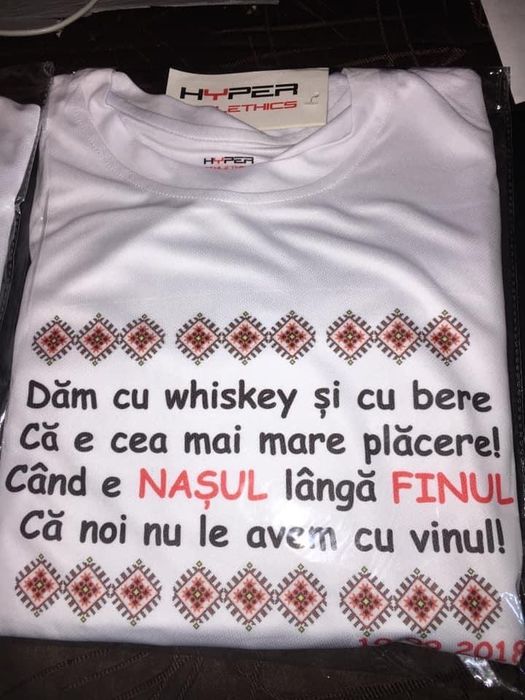 HYPER
LETHICS
HYPER
Dăm cu whiskey și cu bere
Că e cea mai mare plăcere!
Când e NAȘUL lângă FINUL
Că noi nu le avem cu vinul!